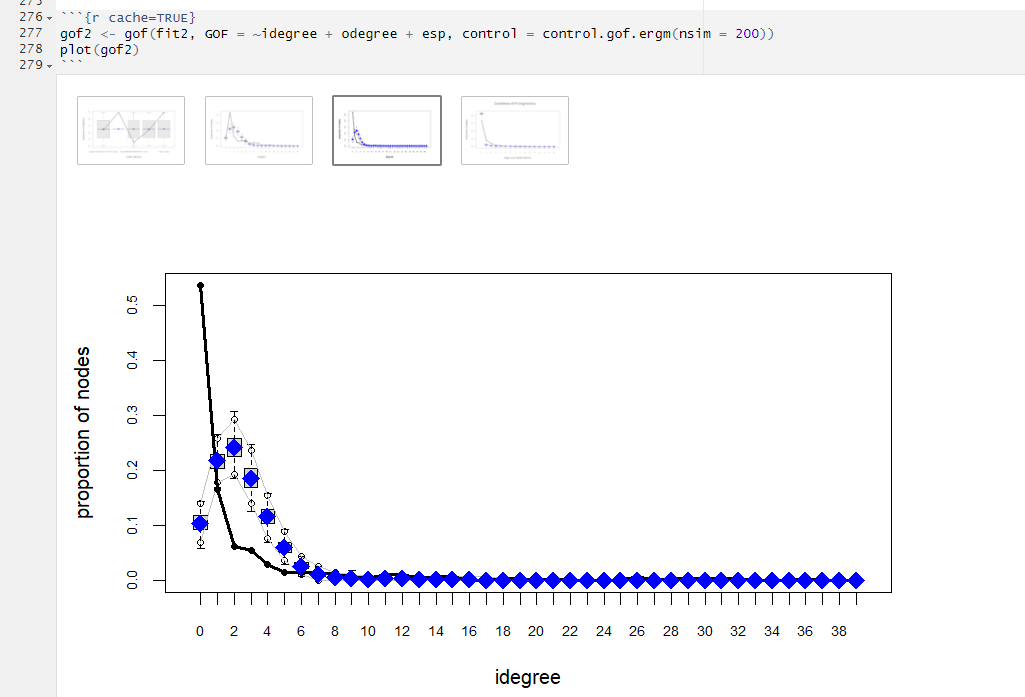 275
276 ```{r cache=TRUE}
277 gof2 <- gof(fit2, GOF = ~idegree + odegree + esp, control = control.gof.ergm(nsim = 200))
278 plot(gof2)
279 ```
proportion of nodes
0.5
0.4
0.3
0.2
0.1
0.0
0 2 4 6 8 10 12 14 16 18 20 22 24 26 28 30 32 34 36 38
idegree